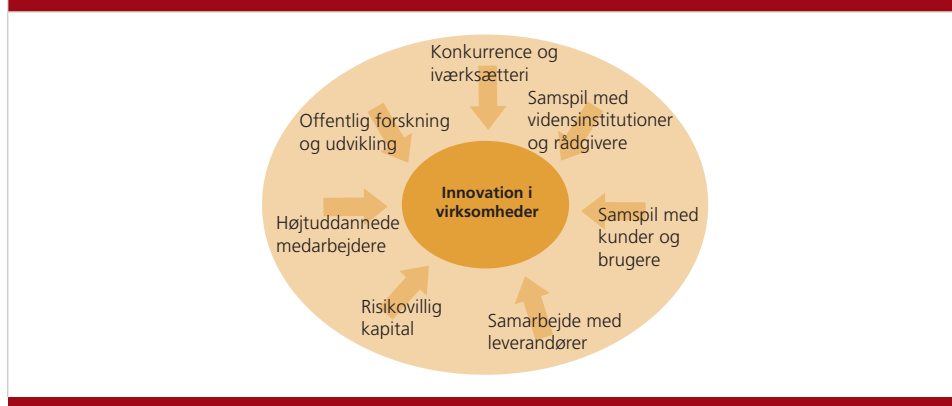 Konkurrence og
iværksætteri
Samspil med
vidensinstitutioner
og rådgivere
Offentlig forskning
og udvikling
Innovation i
virksomheder
Højtuddannede
medarbejdere
Samspil med
kunder og
brugere
Risikovillig
kapital
Samarbejde med
leverandører